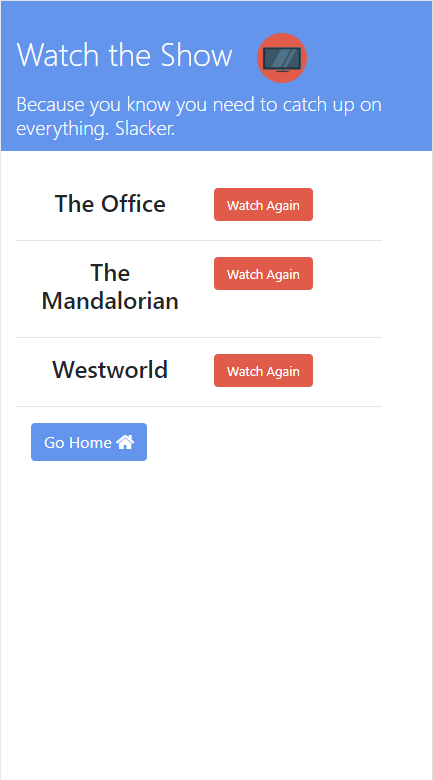 Watch the Show
Because you know you need to catch up on
everything. Slacker.
The Office
Watch Again
The
Mandalorian
Watch Again
Westworld
Watch Again
Go Home